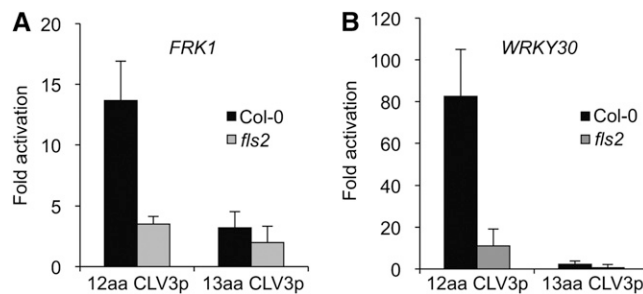 A
FRK1
Fold activation
20
15
10
5
0
Col-0
fls2
12aa CLV3p
13aa CLV3p
B
WRKY30
Fold activation
120
100
80
60
40
20
0
Col-0
fls2
12aa CLV3p
13aa CLV3p